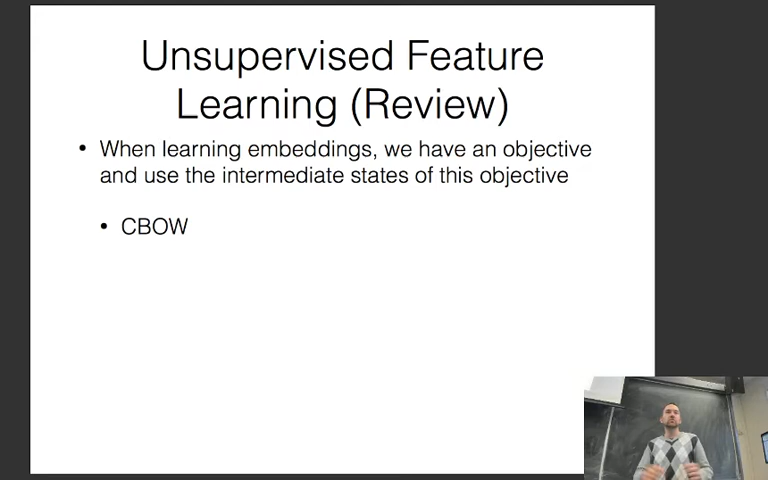 Unsupervised Feature
Learning (Review)
• When learning embeddings, we have an objective
and use the intermediate states of this objective
• CBOW